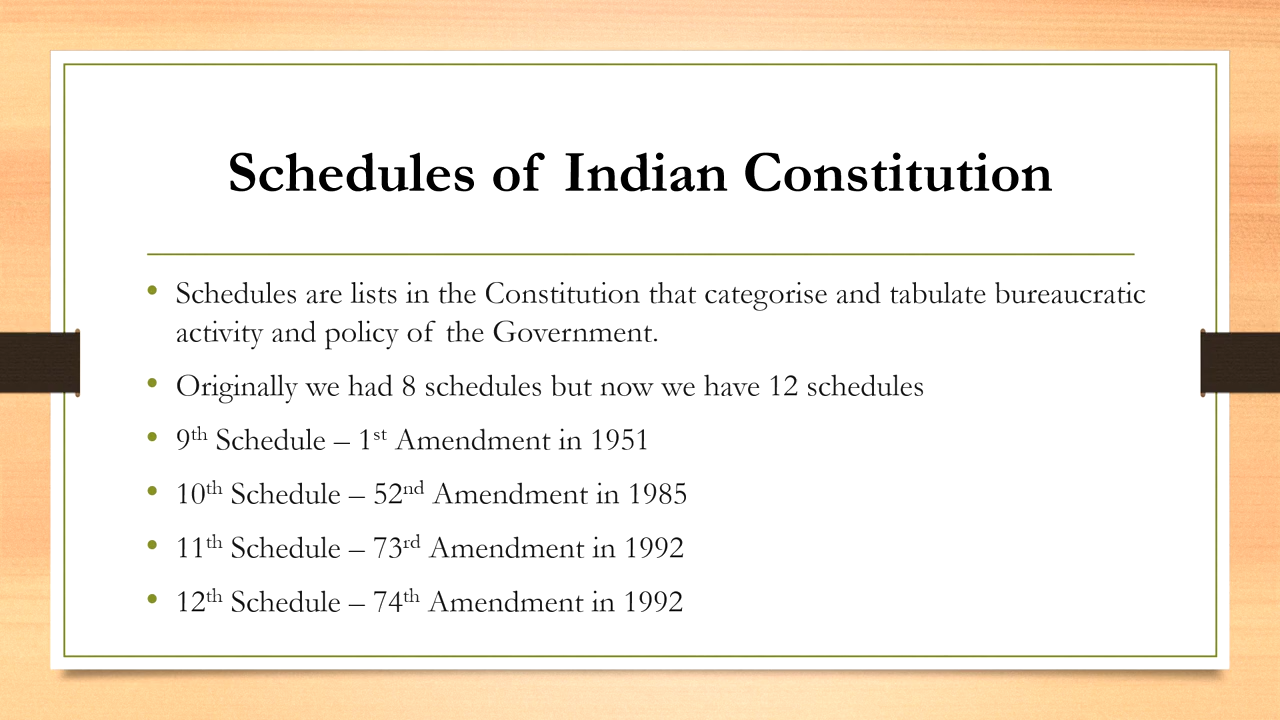 Schedules of Indian Constitution
• Schedules are lists in the Constitution that categorise and tabulate bureaucratic
activity and policy of the Government.
• Originally we had 8 schedules but now we have 12 schedules
• 9th Schedule – 1st Amendment in 1951
• 10th Schedule – 52nd Amendment in 1985
• 11th Schedule – 73rd Amendment in 1992
• 12th Schedule – 74th Amendment in 1992